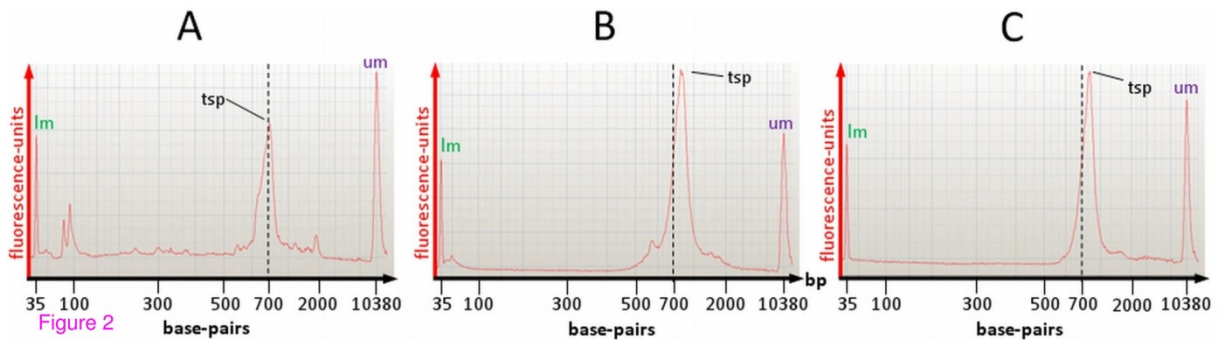 A
fluorescence-units
lm
tsp
um
35 100 300 500 700 2000 10380
base-pairs
Figure 2
B
fluorescence-units
lm
tsp
um
35 100 300 500 700 2000 10380
bp
base-pairs
C
fluorescence-units
lm
tsp
um
35 100 300 500 700 2000 10380
base-pairs